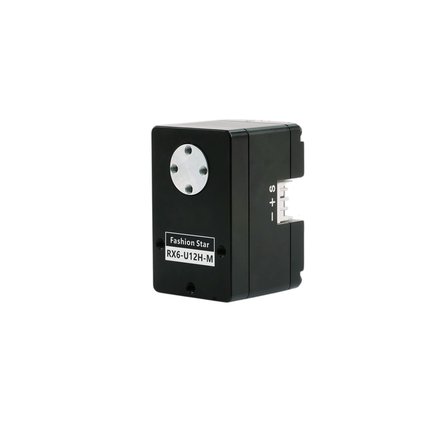 Fashion Star
RX6-U12H-M
- + S